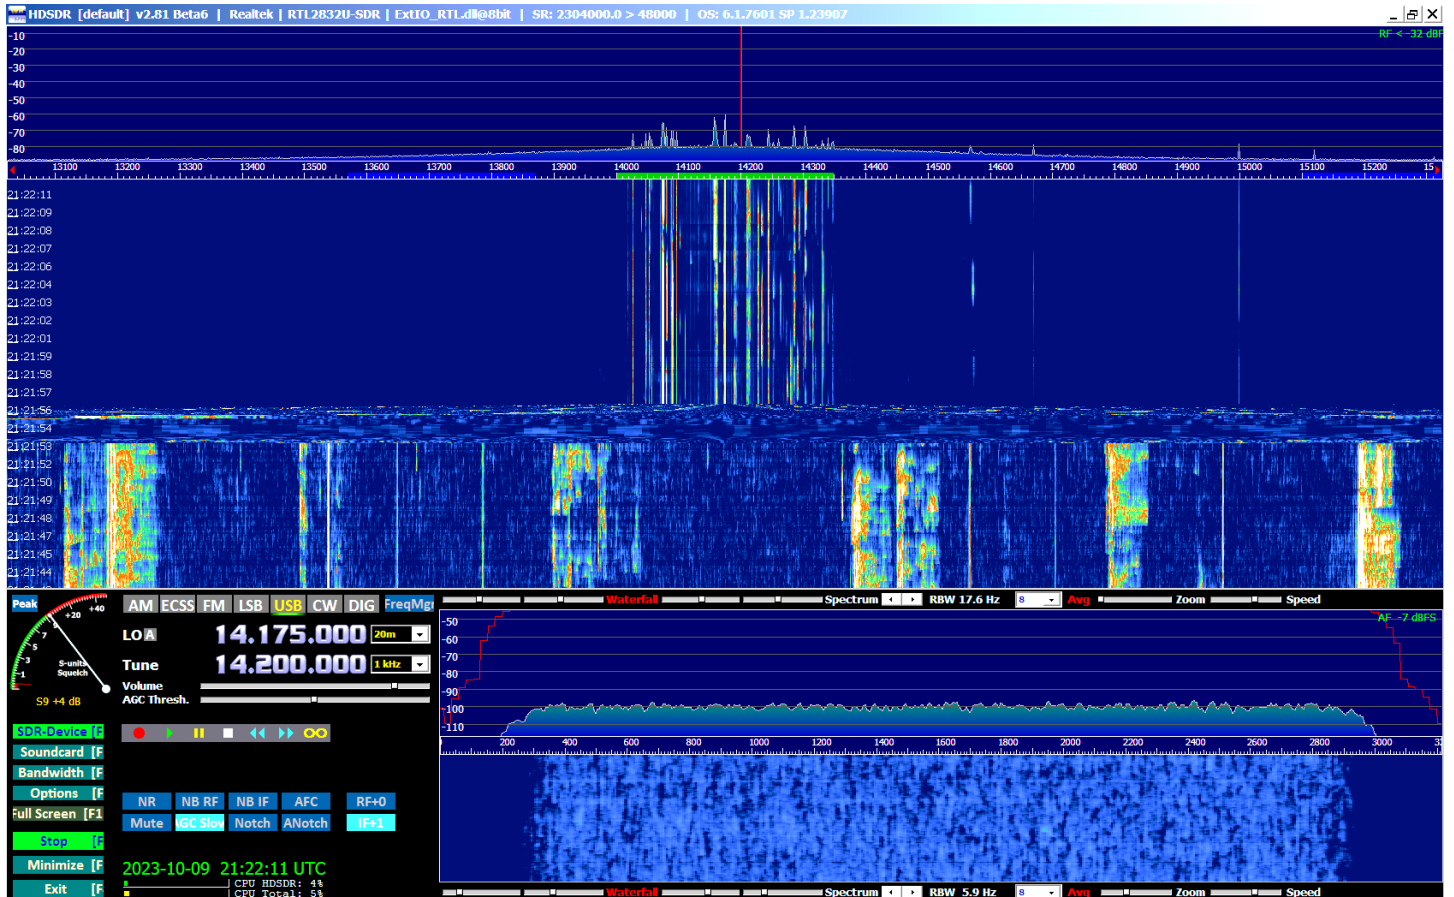 HDSDR [default] v2.81 Beta6 | Realtek | RTL2832U-SDR | ExtIO_RTL.dll@8bit | SR: 2304000.0 > 48000 | OS: 6.1.7601 SP 1.23907
RF < -32 dBF
-10
-20
-30
-40
-50
-60
-70
-80
13100 13200 13300 13400 13500 13600 13700 13800 13900 14000 14100 14200 14300 14400 14500 14600 14700 14800 14900 15000 15100 15200 15
21:22:11
21:22:09
21:22:08
21:22:07
21:22:06
21:22:04
21:22:03
21:22:02
21:22:01
21:21:59
21:21:58
21:21:57
21:21:56
21:21:54
21:21:53
21:21:52
21:21:50
21:21:49
21:21:48
21:21:47
21:21:45
21:21:44
Waterfall Spectrum RBW 17.6 Hz 8 Avg Zoom Speed
Peak
+20 +40
1 3 5 7 9
S-units
Squelch
S9 +4 dB
AM ECSS FM LSB USB CW DIG FreqMgr
LO A 14.175.000 20m
Tune 14.200.000 1 kHz
Volume
AGC Thresh.
SDR-Device [F
Soundcard [F
Bandwidth [F
Options [F
Full Screen [F1
Stop [F
Minimize [F
Exit [F
NR NB RF NB IF AFC RF+0
Mute AGC Slow Notch ANotch IF+1
2023-10-09 21:22:11 UTC
CPU HDSDR: 4%
CPU Total: 5%
AF -7 dBFS
-50
-60
-70
-80
-90
-100
-110
200 400 600 800 1000 1200 1400 1600 1800 2000 2200 2400 2600 2800 3000 32
Waterfall Spectrum RBW 5.9 Hz 8 Avg Zoom Speed